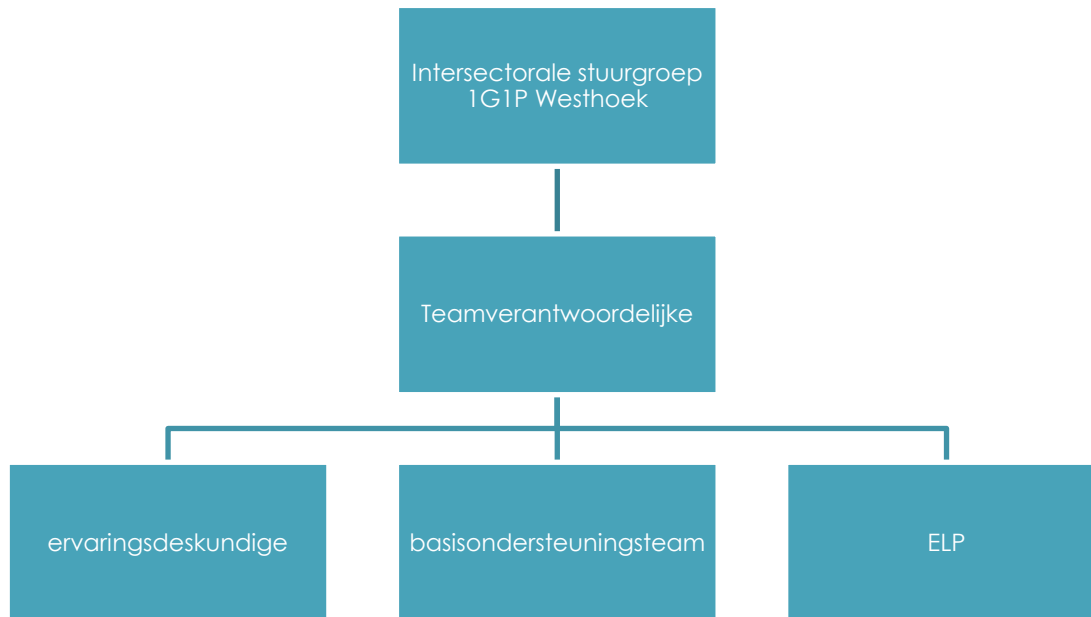 Intersectorale stuurgroep
1G1P Westhoek
Teamverantwoordelijke
ervaringsdeskundige
basisondersteuningsteam
ELP